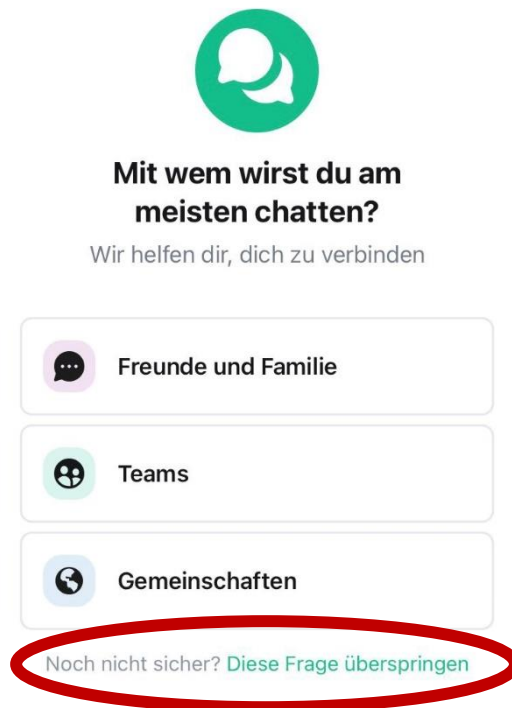 Mit wem wirst du am
meisten chatten?
Wir helfen dir, dich zu verbinden
Freunde und Familie
Teams
Gemeinschaften
Noch nicht sicher? Diese Frage überspringen